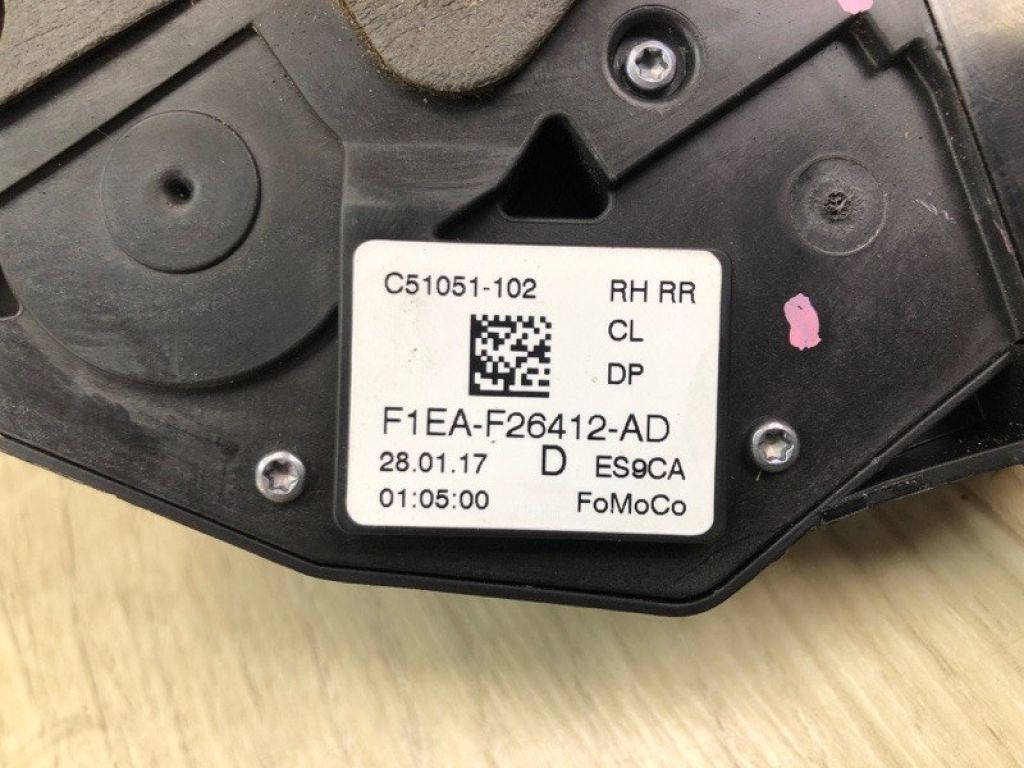 C51051-102 RH RR
CL
DP
F1EA-F26412-AD
28.01.17 D ES9CA
01:05:00 FoMoCo